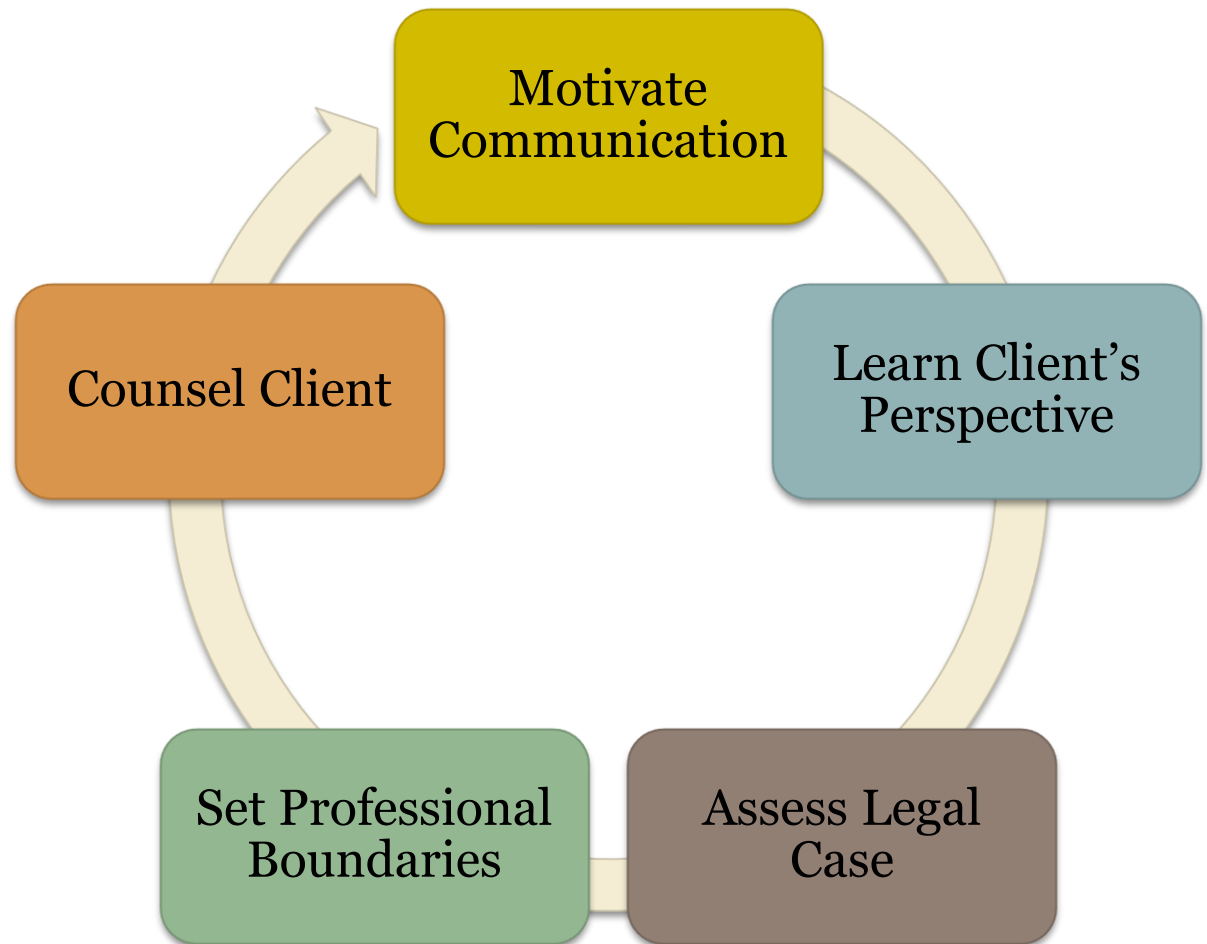 Motivate
Communication
Learn Client’s
Perspective
Assess Legal
Case
Set Professional
Boundaries
Counsel Client